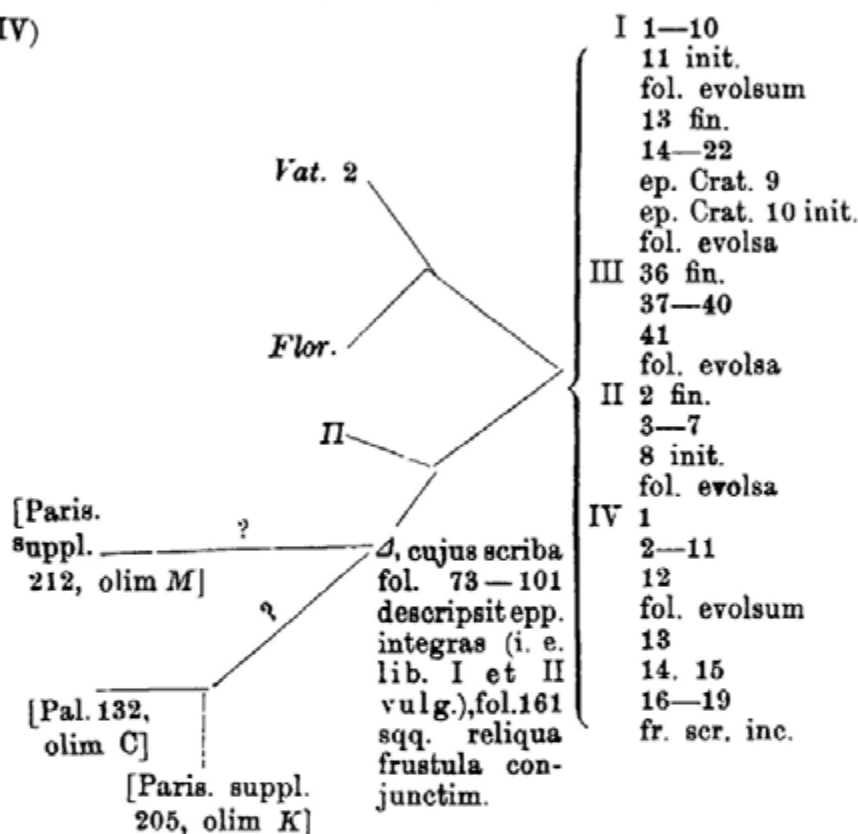 IV)
Vat. 2
Flor.
Π
[Paris.
suppl.
212, olim M]
?
?
[Pal. 132,
olim C]
[Paris. suppl.
205, olim K]
Δ, cujus scriba
fol. 73—101
descripsit epp.
integras (i. e.
lib. I et II
vulg.), fol. 161
sqq. reliqua
frustula con-
junctim.
I 1—10
11 init.
fol. evolsum
13 fin.
14—22
ep. Crat. 9
ep. Crat. 10 init.
fol. evolsa
III 36 fin.
37—40
41
fol. evolsa
II 2 fin.
3—7
8 init.
fol. evolsa
IV 1
2—11
12
fol. evolsum
13
14. 15
16—19
fr. scr. inc.